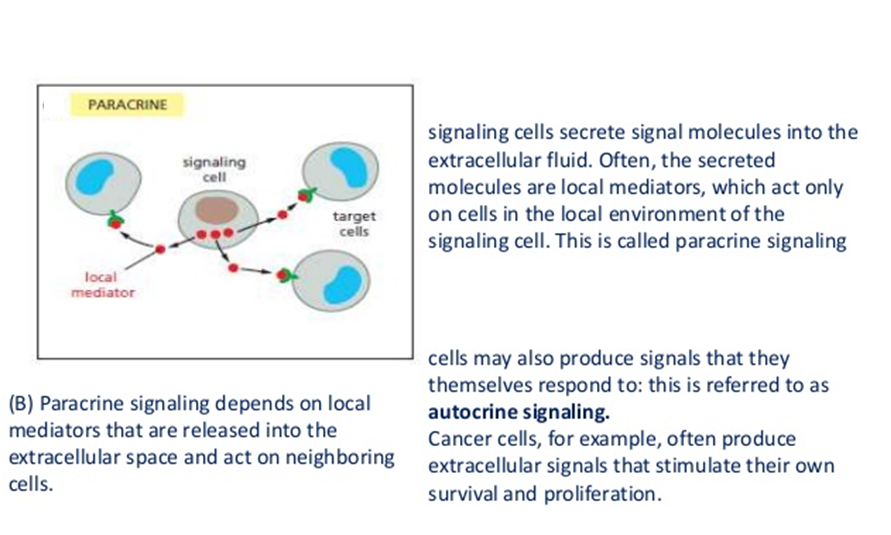 PARACRINE
signaling
cell
target
cells
local
mediator
(B) Paracrine signaling depends on local
mediators that are released into the
extracellular space and act on neighboring
cells.
signaling cells secrete signal molecules into the
extracellular fluid. Often, the secreted
molecules are local mediators, which act only
on cells in the local environment of the
signaling cell. This is called paracrine signaling
cells may also produce signals that they
themselves respond to: this is referred to as
autocrine signaling.
Cancer cells, for example, often produce
extracellular signals that stimulate their own
survival and proliferation.